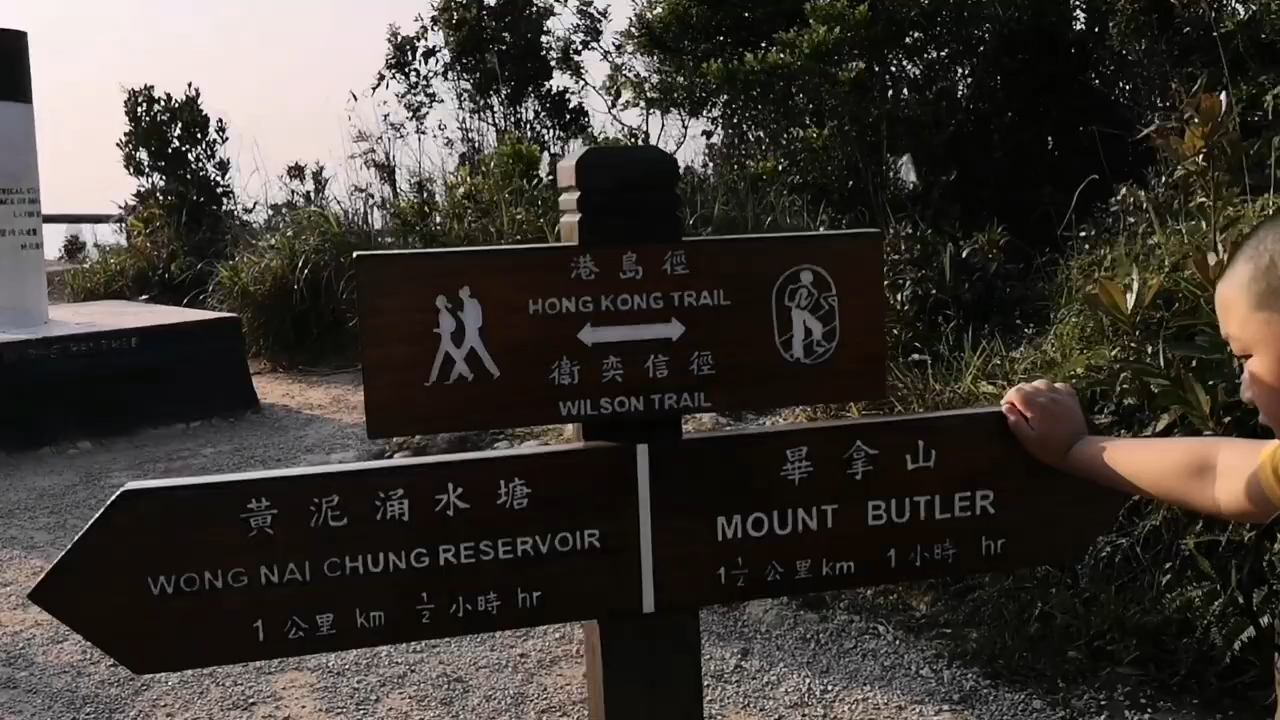 港島徑
HONG KONG TRAIL
衛奕信徑
WILSON TRAIL
黃泥涌水塘
WONG NAI CHUNG RESERVOIR
1 公里 km ½ 小時 hr
畢拿山
MOUNT BUTLER
1½ 公里 km 1 小時 hr